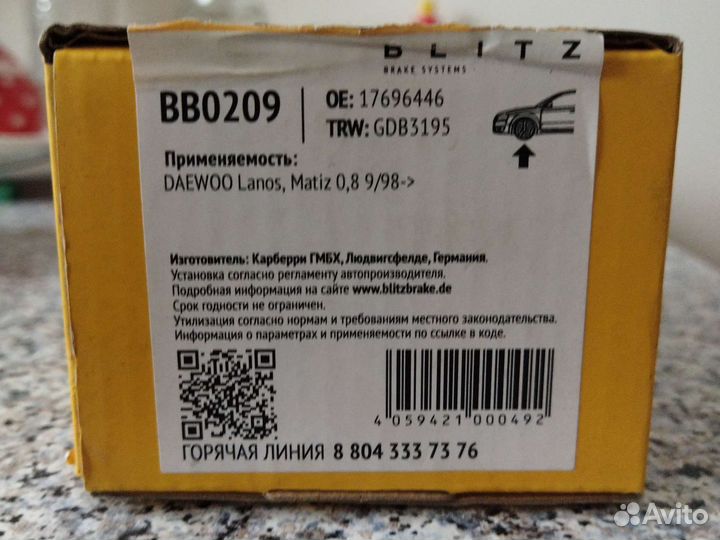 BLITZ
BRAKE SYSTEMS
BB0209
OE: 17696446
TRW: GDB3195
Применяемость:
DAEWOO Lanos, Matiz 0,8 9/98->
Изготовитель: Карберри ГМБХ, Людвигсфелде, Германия.
Установка согласно регламенту автопроизводителя.
Подробная информация на сайте www.blitzbrake.de
Срок годности не ограничен.
Утилизация согласно нормам и требованиям местного законодательства.
Информация о параметрах и применяемости по ссылке в коде.
4 059421 000492
ГОРЯЧАЯ ЛИНИЯ 8 804 333 73 76
Avito